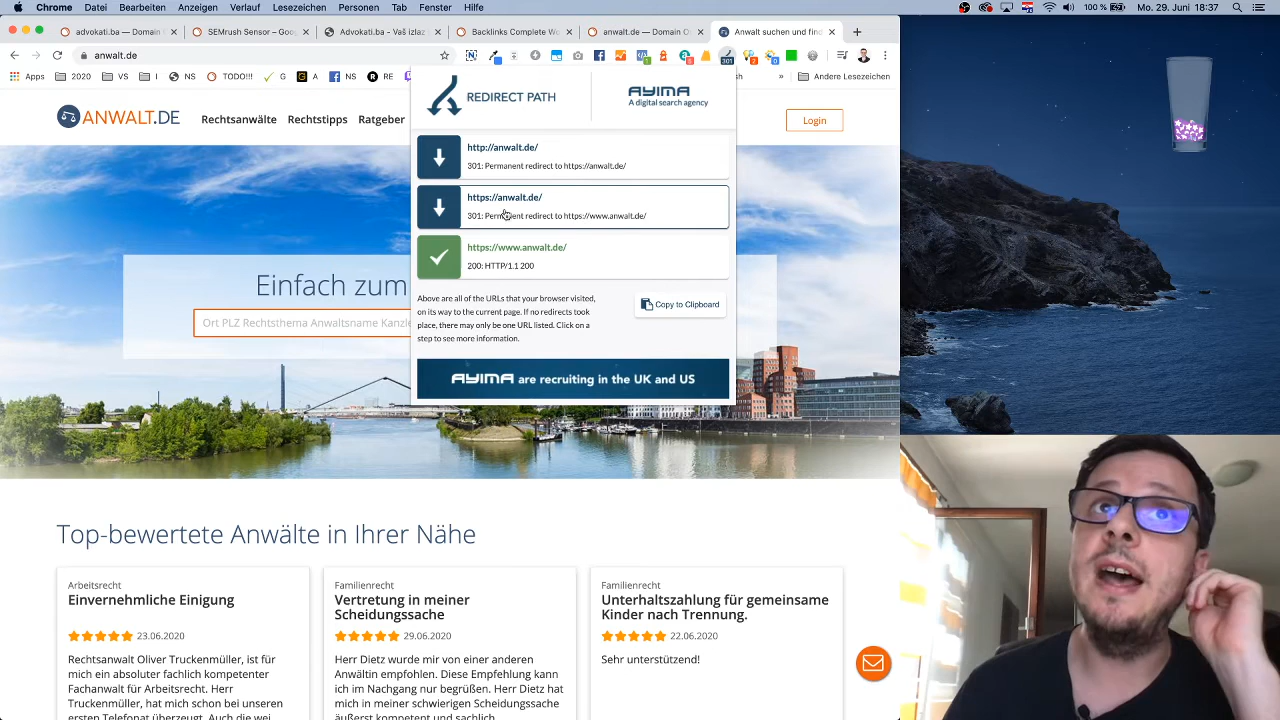 Chrome Datei Bearbeiten Anzeigen Verlauf Lesezeichen Personen Tab Fenster Hilfe 100 % Mo. 29. Juni 18:37
advokati.ba — Domain
SEMrush Sensor – Goo
Advokati.ba - Vaš izlaz
Backlinks Complete Wo
advokati.ba — Domain O
Anwalt suchen und find
anwalt.de
Apps 2020 VS I NS TODO!!! G A NS RE
» Andere Lesezeichen
ANWALT.DE
Rechtsanwälte Rechtstipps Ratgeber
Login
REDIRECT PATH
AYIMA
A digital search agency
http://anwalt.de/
301: Permanent redirect to https://anwalt.de/
https://anwalt.de/
301: Permanent redirect to https://www.anwalt.de/
https://www.anwalt.de/
200: HTTP/1.1 200
Above are all of the URLs that your browser visited,
on its way to the current page. If no redirects took
place, there may only be one URL listed. Click on a
step to see more information.
Copy to Clipboard
AYIMA are recruiting in the UK and US
Einfach zum
Ort PLZ Rechtsthema Anwaltsname Kanzle
Top-bewertete Anwälte in Ihrer Nähe
Arbeitsrecht
Einvernehmliche Einigung
23.06.2020
Rechtsanwalt Oliver Truckenmüller, ist für
mich ein absolute fachlich kompetenter
Fachanwalt für Arbeitsrecht. Herr
Truckenmüller, hat mich schon bei unseren
ersten Telefonat überzeugt. Auch die wei
Familienrecht
Vertretung in meiner
Scheidungssache
29.06.2020
Herr Dietz wurde mir von einer anderen
Anwältin empfohlen. Diese Empfehlung kann
ich im Nachgang nur begrüßen. Herr Dietz hat
mich in meiner schwierigen Scheidungssache
äußerst kompetent und sachlich
Familienrecht
Unterhaltszahlung für gemeinsame
Kinder nach Trennung.
22.06.2020
Sehr unterstützend!